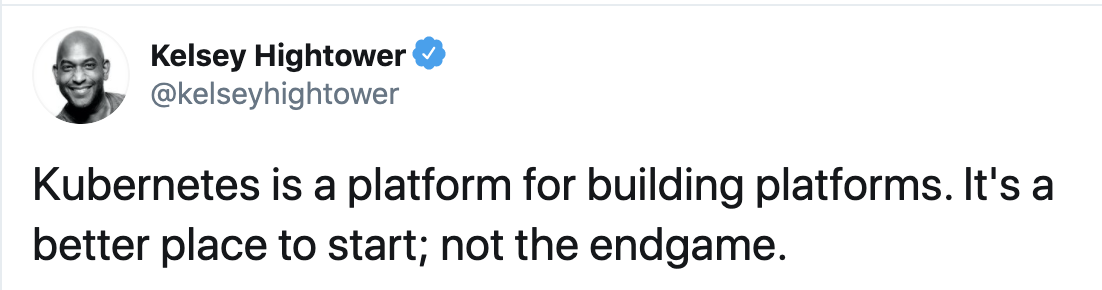 Kelsey Hightower
@kelseyhightower
Kubernetes is a platform for building platforms. It's a
better place to start; not the endgame.